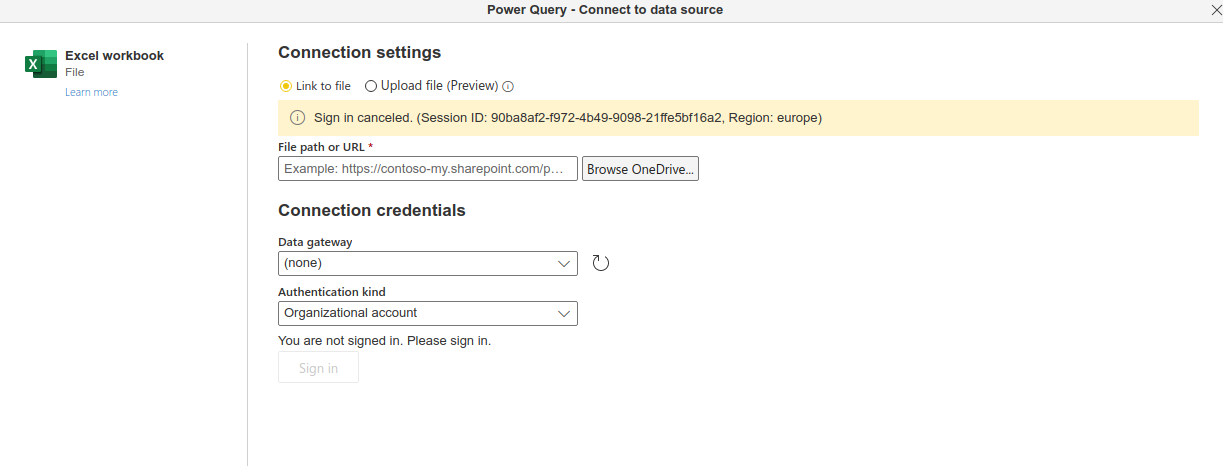 Power Query - Connect to data source
Excel workbook
File
Learn more
Connection settings
Link to file
Upload file (Preview)
Sign in canceled. (Session ID: 90ba8af2-f972-4b49-9098-21ffe5bf16a2, Region: europe)
File path or URL *
Example: https://contoso-my.sharepoint.com/p…
Browse OneDrive...
Connection credentials
Data gateway
(none)
Authentication kind
Organizational account
You are not signed in. Please sign in.
Sign in